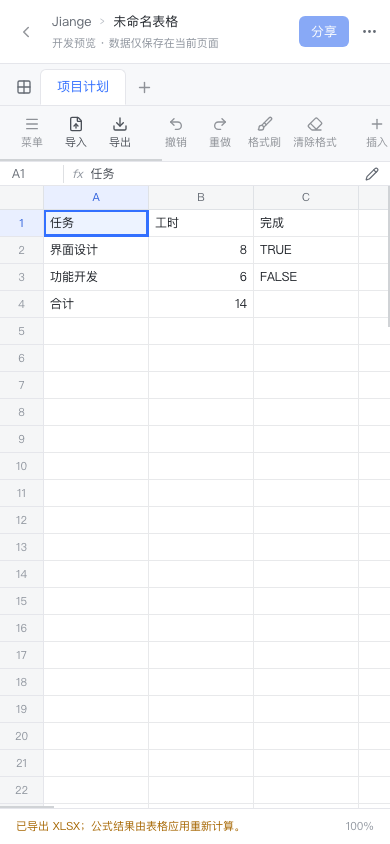 Jiange > 未命名表格
开发预览 · 数据仅保存在当前页面
分享
项目计划
菜单 导入 导出 撤销 重做 格式刷 清除格式 插入
A1 fx 任务
A B C
1 任务 工时 完成
2 界面设计 8 TRUE
3 功能开发 6 FALSE
4 合计 14
5
6
7
8
9
10
11
12
13
14
15
16
17
18
19
20
21
22
已导出 XLSX；公式结果由表格应用重新计算。 100%